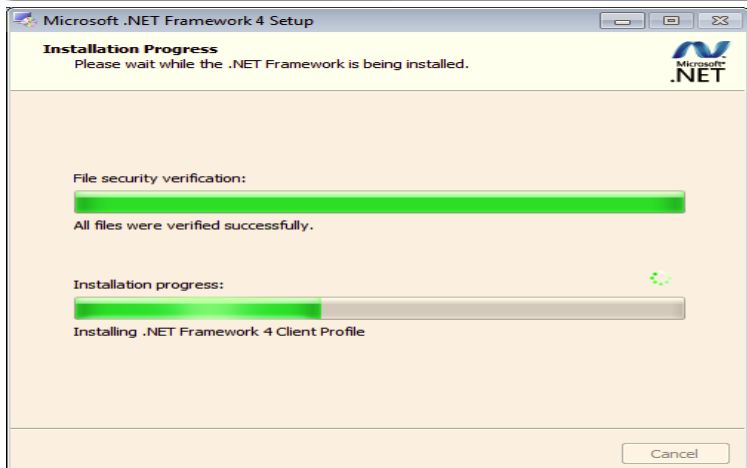 Microsoft .NET Framework 4 Setup
Installation Progress
Please wait while the .NET Framework is being installed.
Microsoft
.NET
File security verification:
All files were verified successfully.
Installation progress:
Installing .NET Framework 4 Client Profile
Cancel